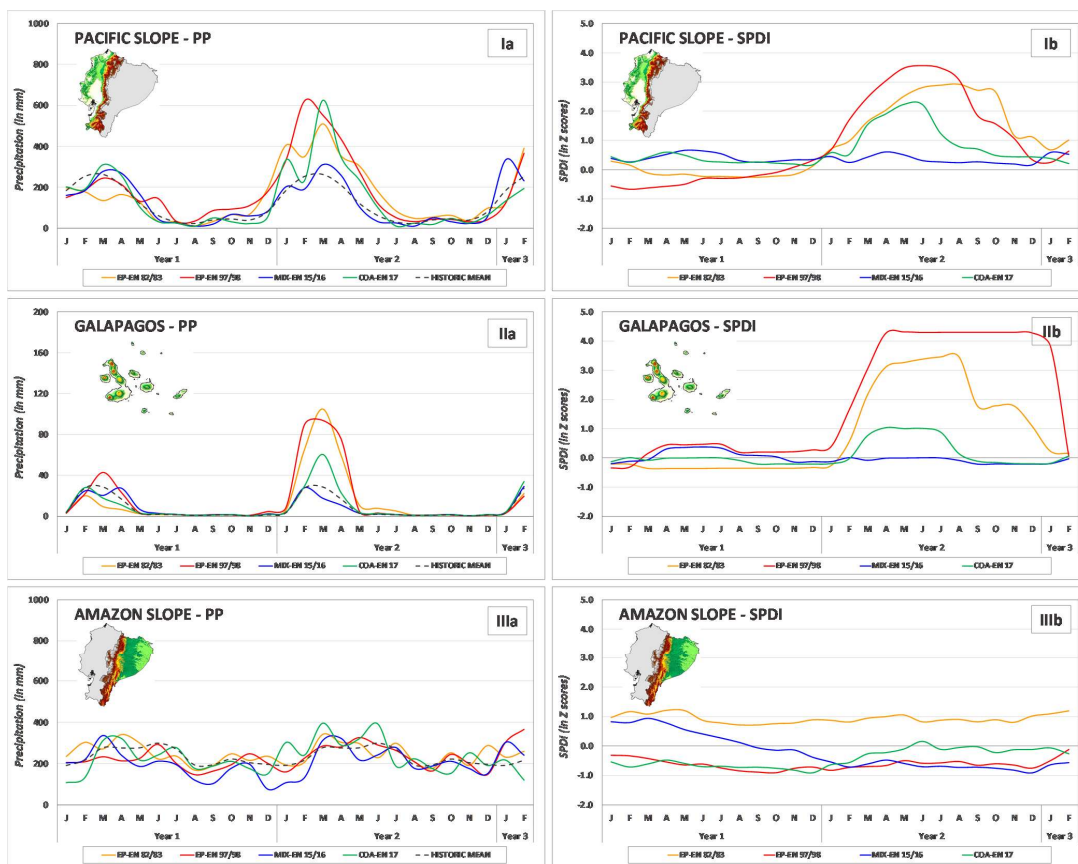 PACIFIC SLOPE - PP
Ia
Precipitation (In mm)
1000
800
600
400
200
0
J F M A M J J A S O N D J F M A M J J A S O N D J F
Year 1 Year 2 Year 3
EP-EN 82/83 EP-EN 97/98 MIX-EN 15/16 COA-EN 17 HISTORIC MEAN
PACIFIC SLOPE - SPDI
Ib
SPDI (In Z scores)
5.0
4.0
3.0
2.0
1.0
0.0
-1.0
-2.0
J F M A M J J A S O N D J F M A M J J A S O N D J F
Year 1 Year 2 Year 3
EP-EN 82/83 EP-EN 97/98 MIX-EN 15/16 COA-EN 17
GALAPAGOS - PP
IIa
Precipitation (In mm)
200
160
120
80
40
0
J F M A M J J A S O N D J F M A M J J A S O N D J F
Year 1 Year 2 Year 3
EP-EN 82/83 EP-EN 97/98 MIX-EN 15/16 COA-EN 17 HISTORIC MEAN
GALAPAGOS - SPDI
IIb
SPDI (In Z scores)
5.0
4.0
3.0
2.0
1.0
0.0
-1.0
-2.0
J F M A M J J A S O N D J F M A M J J A S O N D J F
Year 1 Year 2 Year 3
EP-EN 82/83 EP-EN 97/98 MIX-EN 15/16 COA-EN 17
AMAZON SLOPE - PP
IIIa
Precipitation (In mm)
1000
800
600
400
200
0
J F M A M J J A S O N D J F M A M J J A S O N D J F
Year 1 Year 2 Year 3
EP-EN 82/83 EP-EN 97/98 MIX-EN 15/16 COA-EN 17 HISTORIC MEAN
AMAZON SLOPE - SPDI
IIIb
SPDI (In Z scores)
5.0
4.0
3.0
2.0
1.0
0.0
-1.0
-2.0
J F M A M J J A S O N D J F M A M J J A S O N D J F
Year 1 Year 2 Year 3
EP-EN 82/83 EP-EN 97/98 MIX-EN 15/16 COA-EN 17